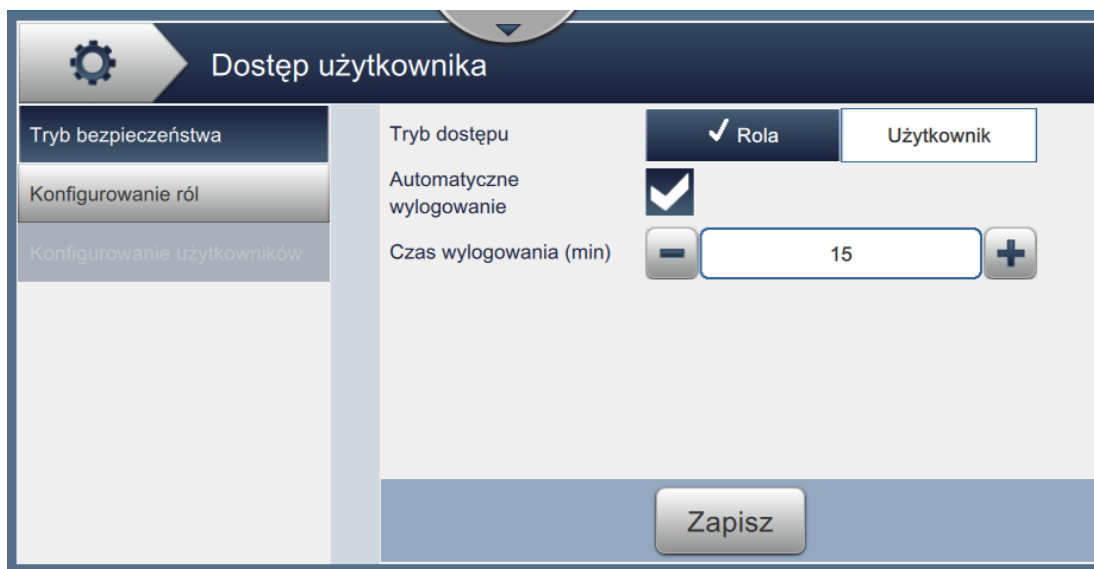 Dostęp użytkownika
Tryb bezpieczeństwa
Konfigurowanie ról
Konfigurowanie użytkowników
Tryb dostępu
Rola
Użytkownik
Automatyczne
wylogowanie
Czas wylogowania (min)
15
Zapisz